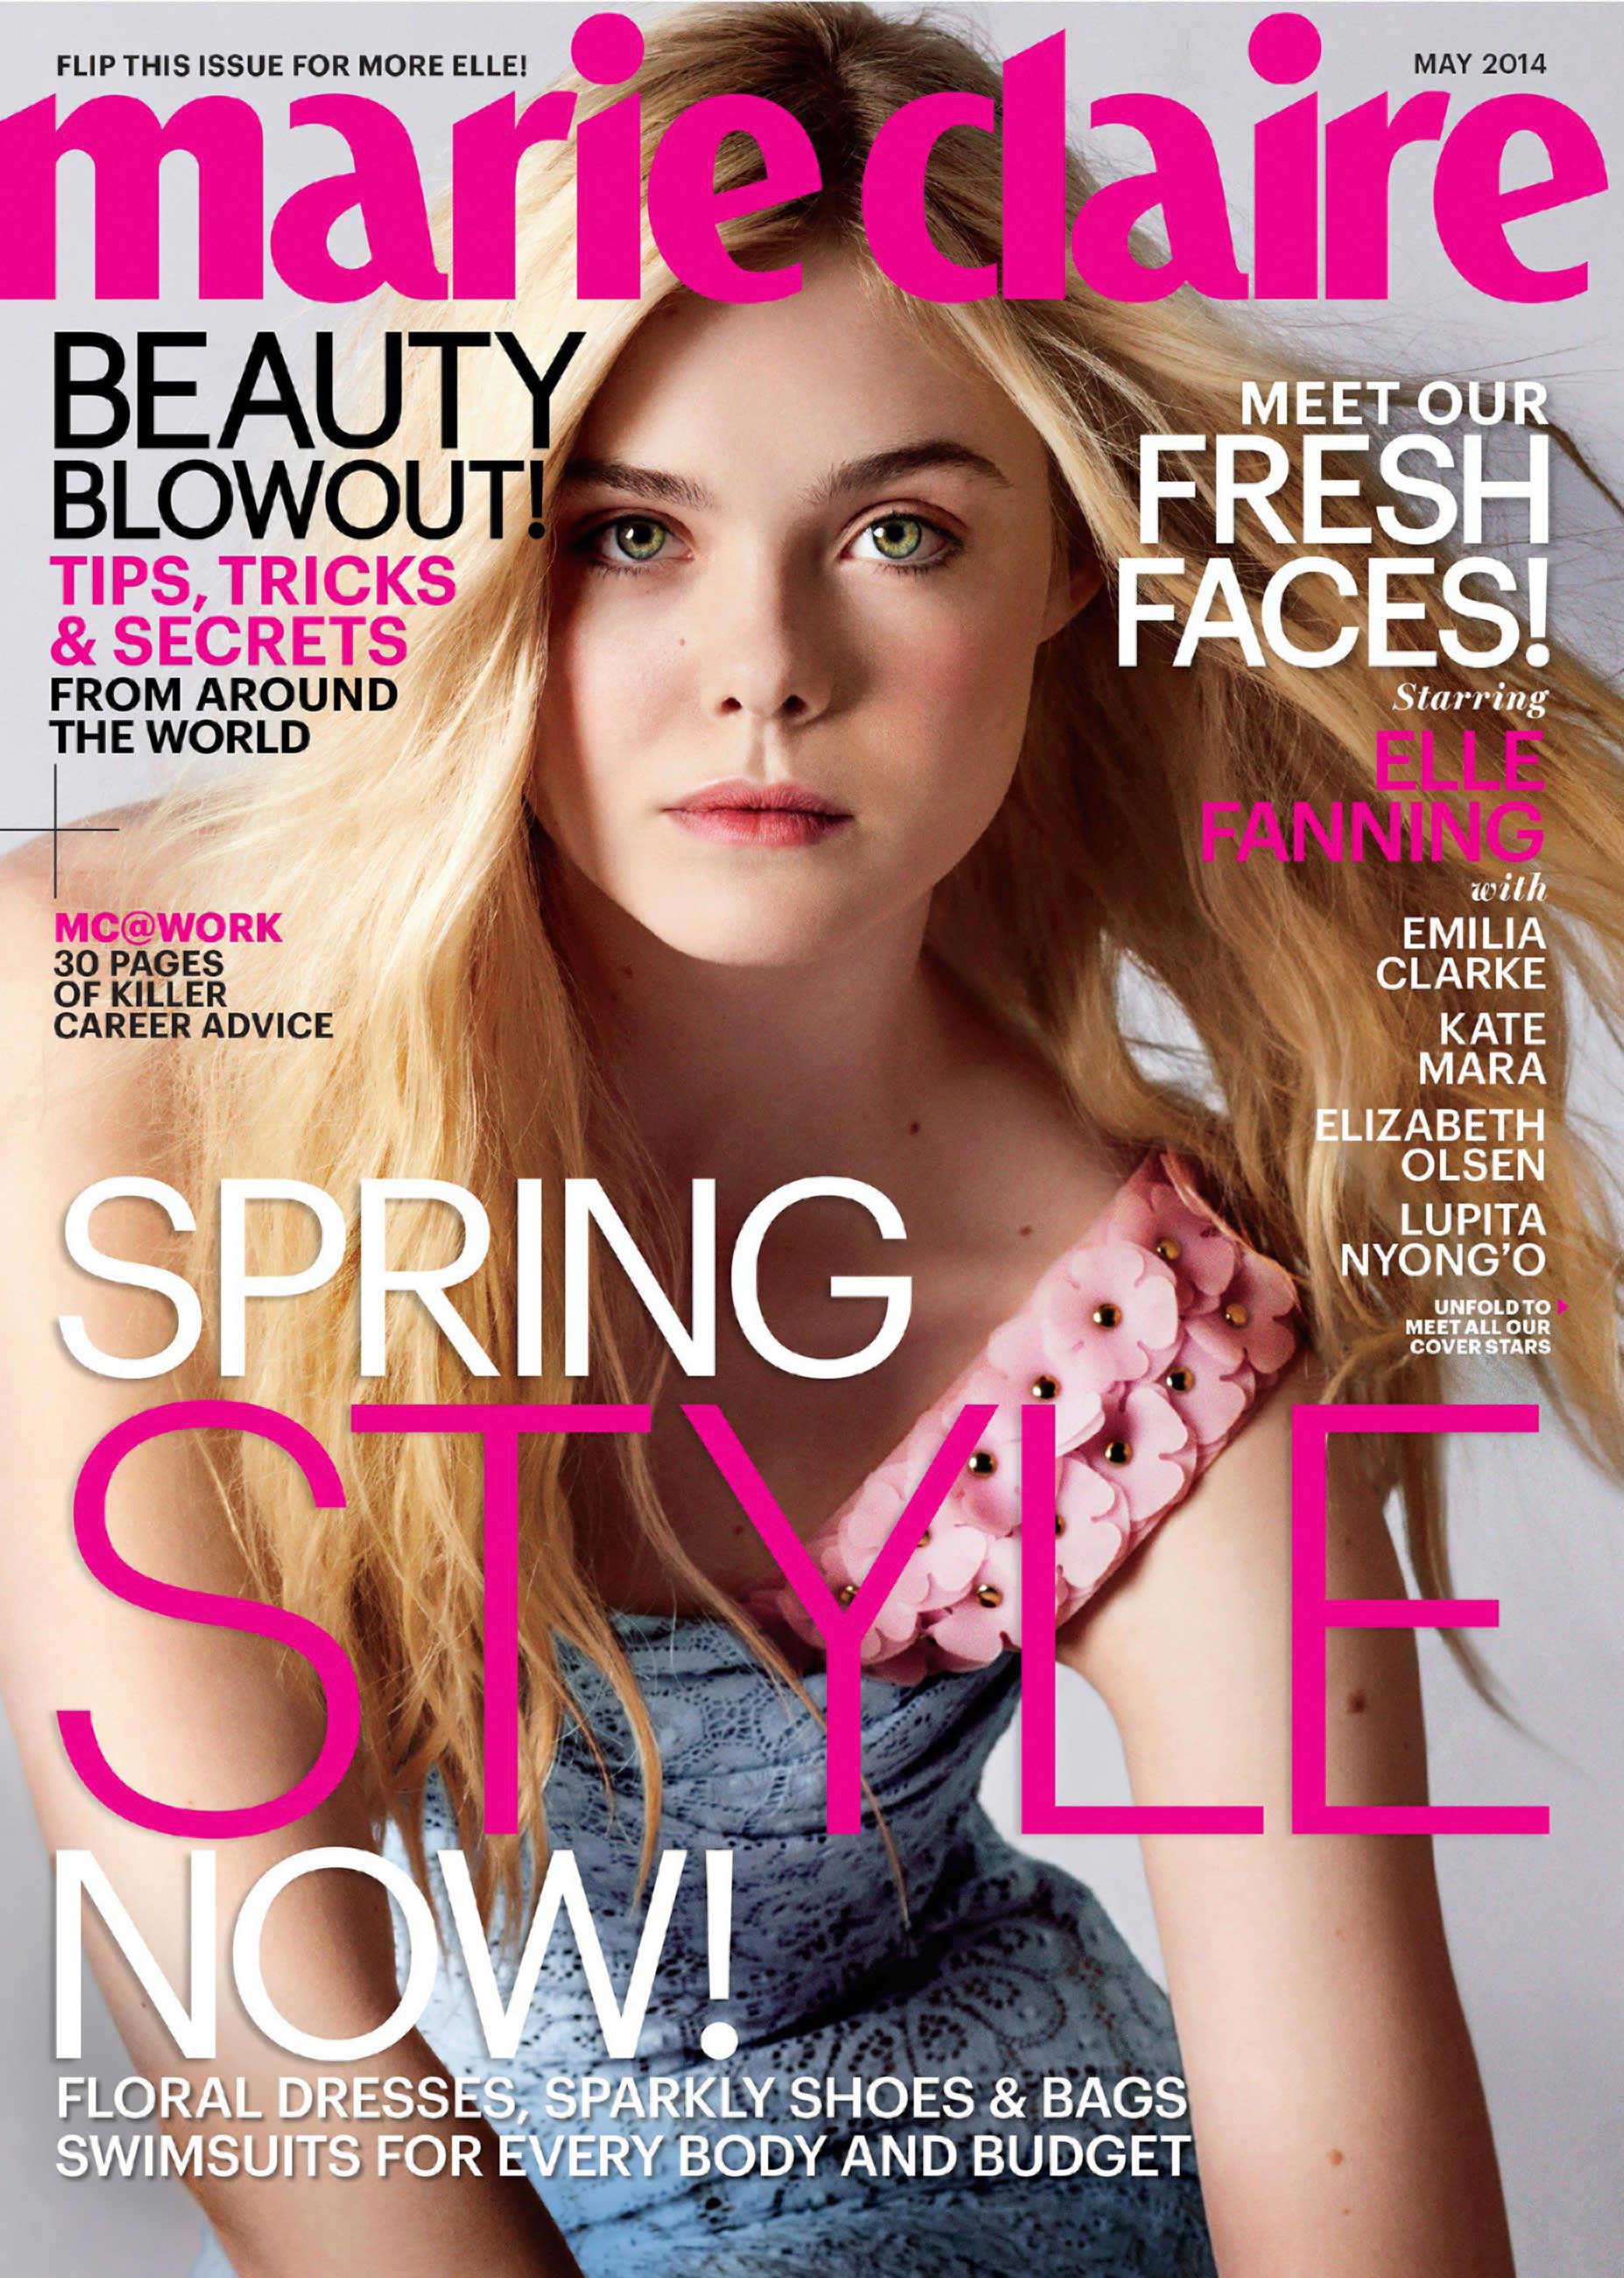 FLIP THIS ISSUE FOR MORE ELLE!
MAY 2014
marie claire
BEAUTY
BLOWOUT!
TIPS, TRICKS
& SECRETS
FROM AROUND
THE WORLD
MC@WORK
30 PAGES
OF KILLER
CAREER ADVICE
MEET OUR
FRESH
FACES!
Starring
ELLE
FANNING
with
EMILIA
CLARKE
KATE
MARA
ELIZABETH
OLSEN
LUPITA
NYONG'O
UNFOLD TO
MEET ALL OUR
COVER STARS
SPRING
STYLE
NOW!
FLORAL DRESSES, SPARKLY SHOES & BAGS
SWIMSUITS FOR EVERY BODY AND BUDGET